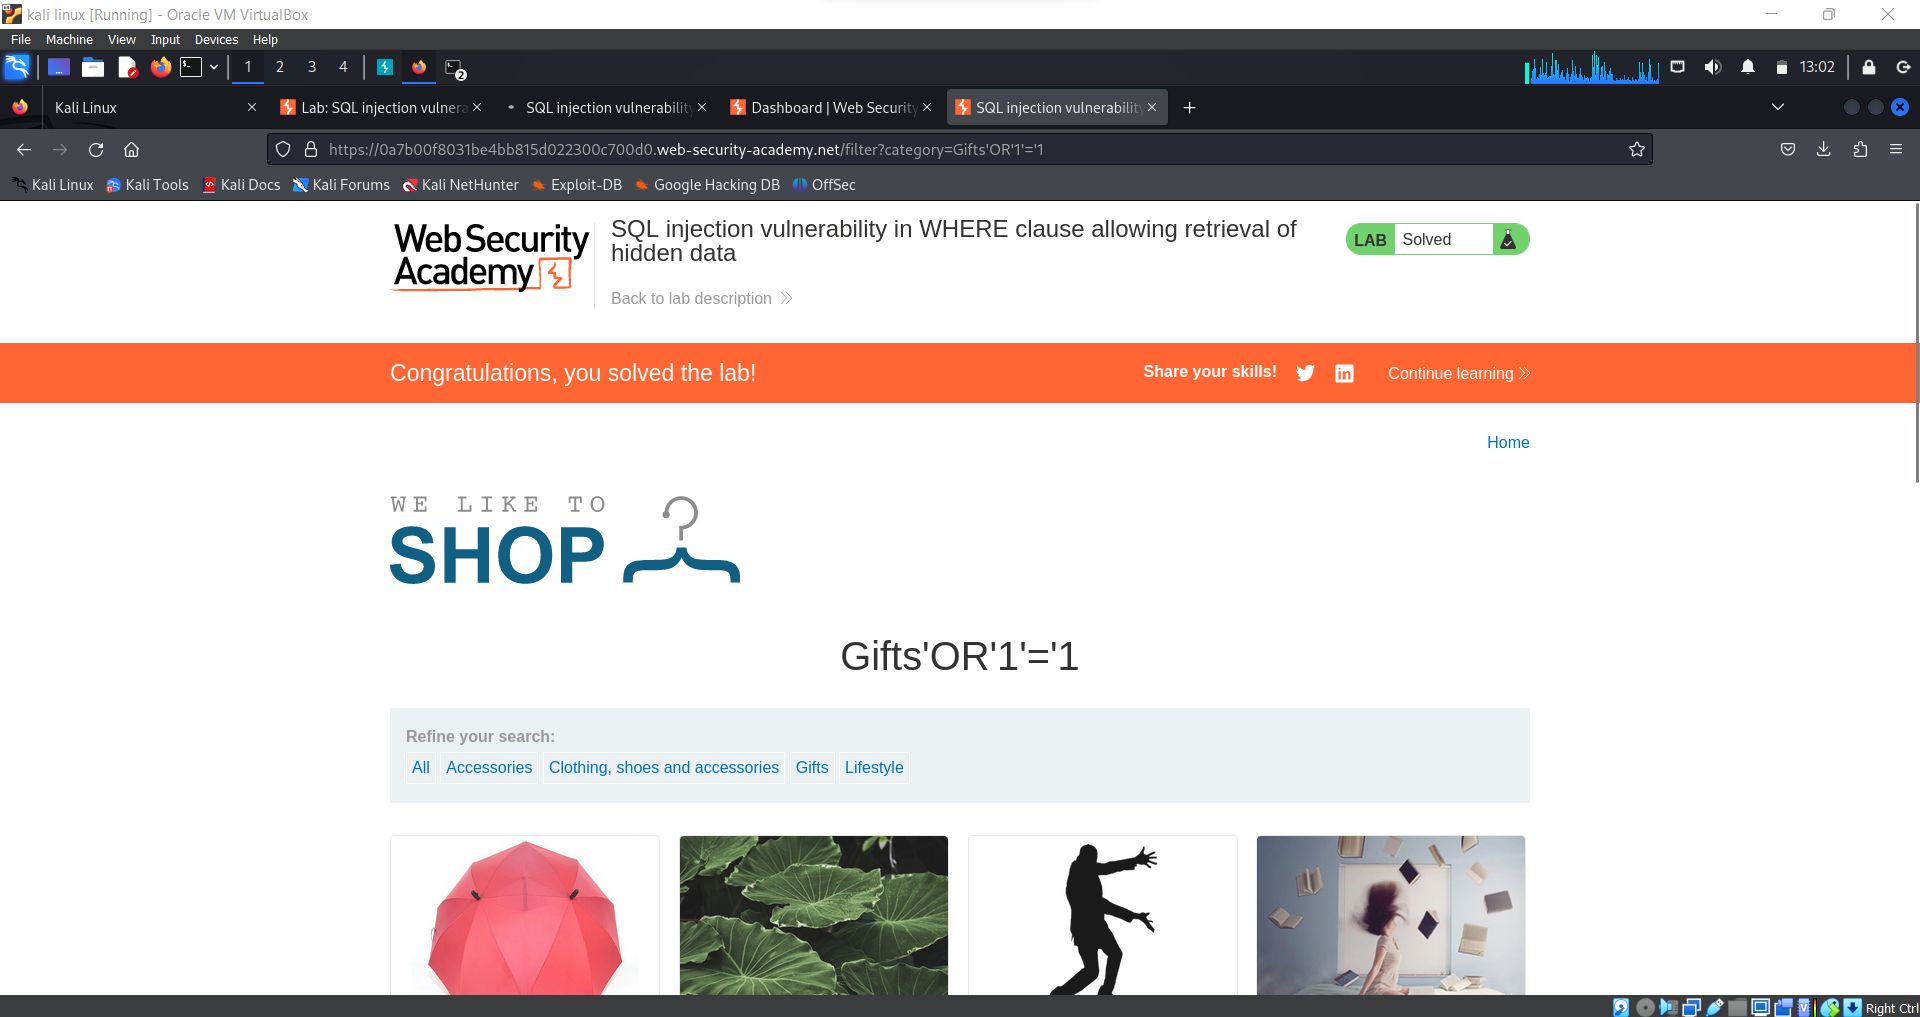 kali linux [Running] - Oracle VM VirtualBox
File Machine View Input Devices Help
1 2 3 4 2 13:02
Kali Linux Lab: SQL injection vulnera SQL injection vulnerability Dashboard | Web Security SQL injection vulnerability
https://0a7b00f8031be4bb815d022300c700d0.web-security-academy.net/filter?category=Gifts'OR'1'='1
Kali Linux Kali Tools Kali Docs Kali Forums Kali NetHunter Exploit-DB Google Hacking DB OffSec
Web Security
Academy
SQL injection vulnerability in WHERE clause allowing retrieval of
hidden data
Back to lab description
LAB Solved
Congratulations, you solved the lab!
Share your skills! Continue learning
Home
WE LIKE TO
SHOP
Gifts'OR'1'='1
Refine your search:
All Accessories Clothing, shoes and accessories Gifts Lifestyle
Right Ctrl